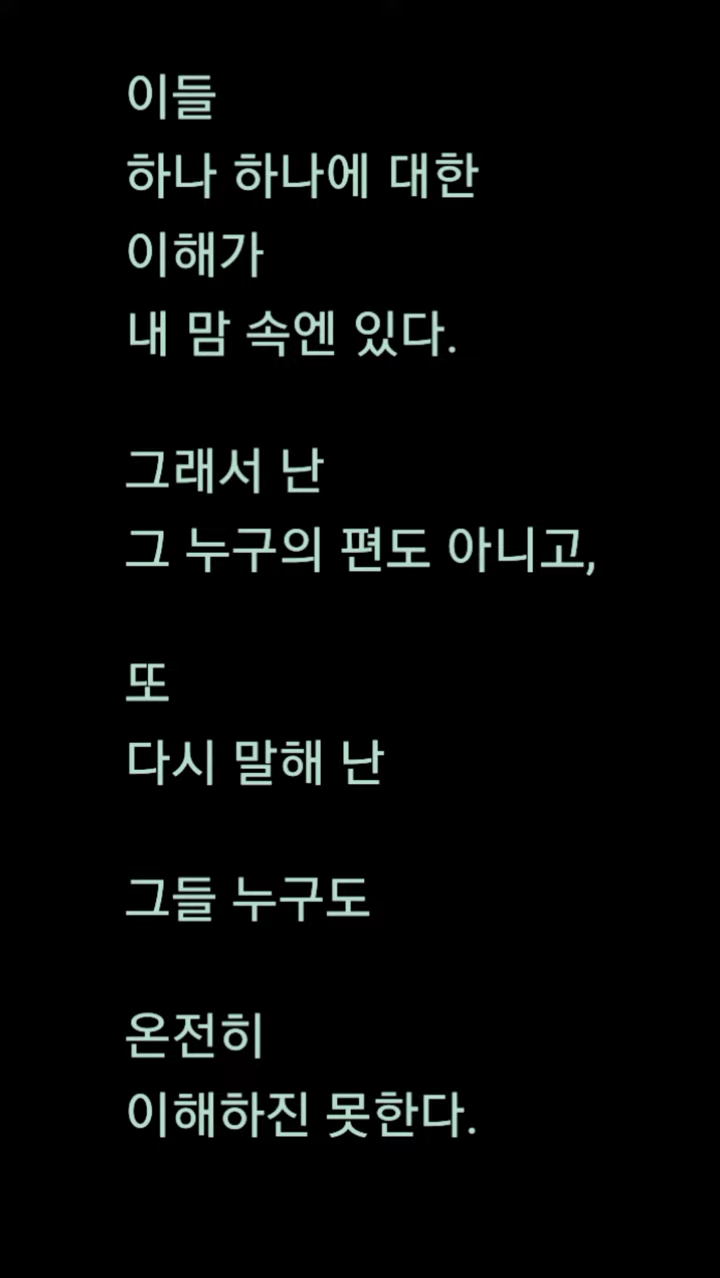 이들
하나 하나에 대한
이해가
내 맘 속엔 있다.
그래서 난
그 누구의 편도 아니고,
또
다시 말해 난
그들 누구도
온전히
이해하진 못한다.